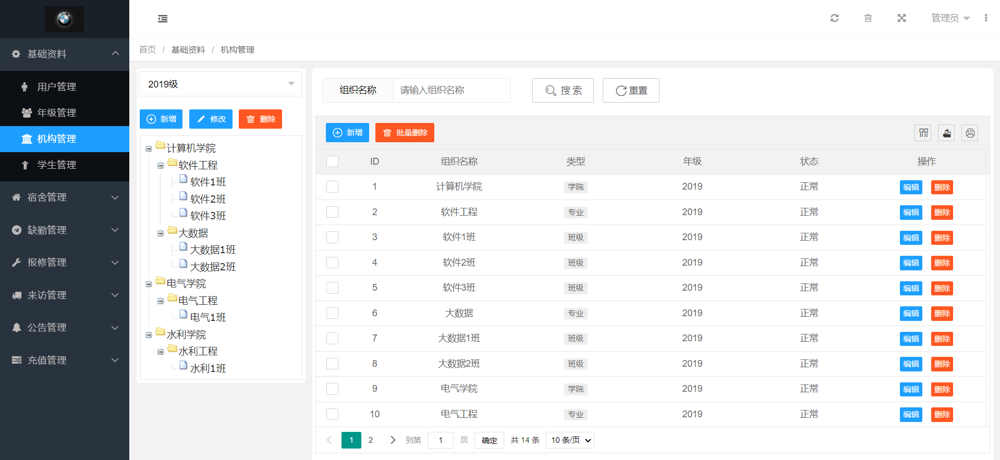 管理员
首页 / 基础资料 / 机构管理
基础资料
用户管理
年级管理
机构管理
学生管理
宿舍管理
缺勤管理
报修管理
来访管理
公告管理
充值管理
2019级
新增 修改 删除
计算机学院
软件工程
软件1班
软件2班
软件3班
大数据
大数据1班
大数据2班
电气学院
电气工程
电气1班
水利学院
水利工程
水利1班
组织名称 请输入组织名称 搜 索 重置
新增 批量删除
ID 组织名称 类型 年级 状态 操作
1 计算机学院 学院 2019 正常 编辑 删除
2 软件工程 专业 2019 正常 编辑 删除
3 软件1班 班级 2019 正常 编辑 删除
4 软件2班 班级 2019 正常 编辑 删除
5 软件3班 班级 2019 正常 编辑 删除
6 大数据 专业 2019 正常 编辑 删除
7 大数据1班 班级 2019 正常 编辑 删除
8 大数据2班 班级 2019 正常 编辑 删除
9 电气学院 学院 2019 正常 编辑 删除
10 电气工程 专业 2019 正常 编辑 删除
1 2 到第 1 页 确定 共 14 条 10 条/页